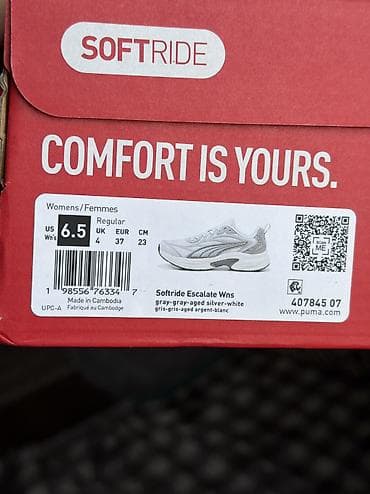 SOFTRIDE
COMFORT IS YOURS.
Womens/Femmes
Regular
US Wn's 6.5 UK 4 EUR 37 CM 23
1 98556 76334 7
UPC-A
Made in Cambodia
Fabriqué au Cambodge
Softride Escalate Wns
gray-gray-aged silver-white
gris-gris-aged argent-blanc
ME
407845 07
www.puma.com